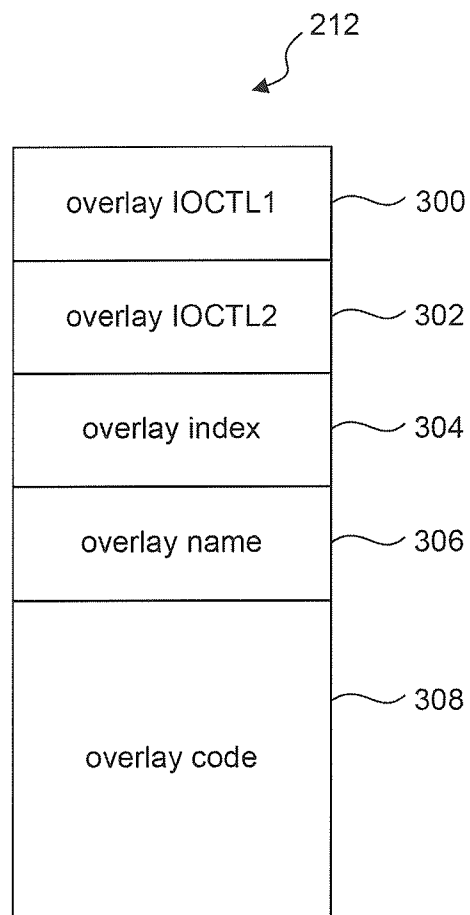 212
overlay IOCTL1
300
overlay IOCTL2
302
overlay index
304
overlay name
306
overlay code
308